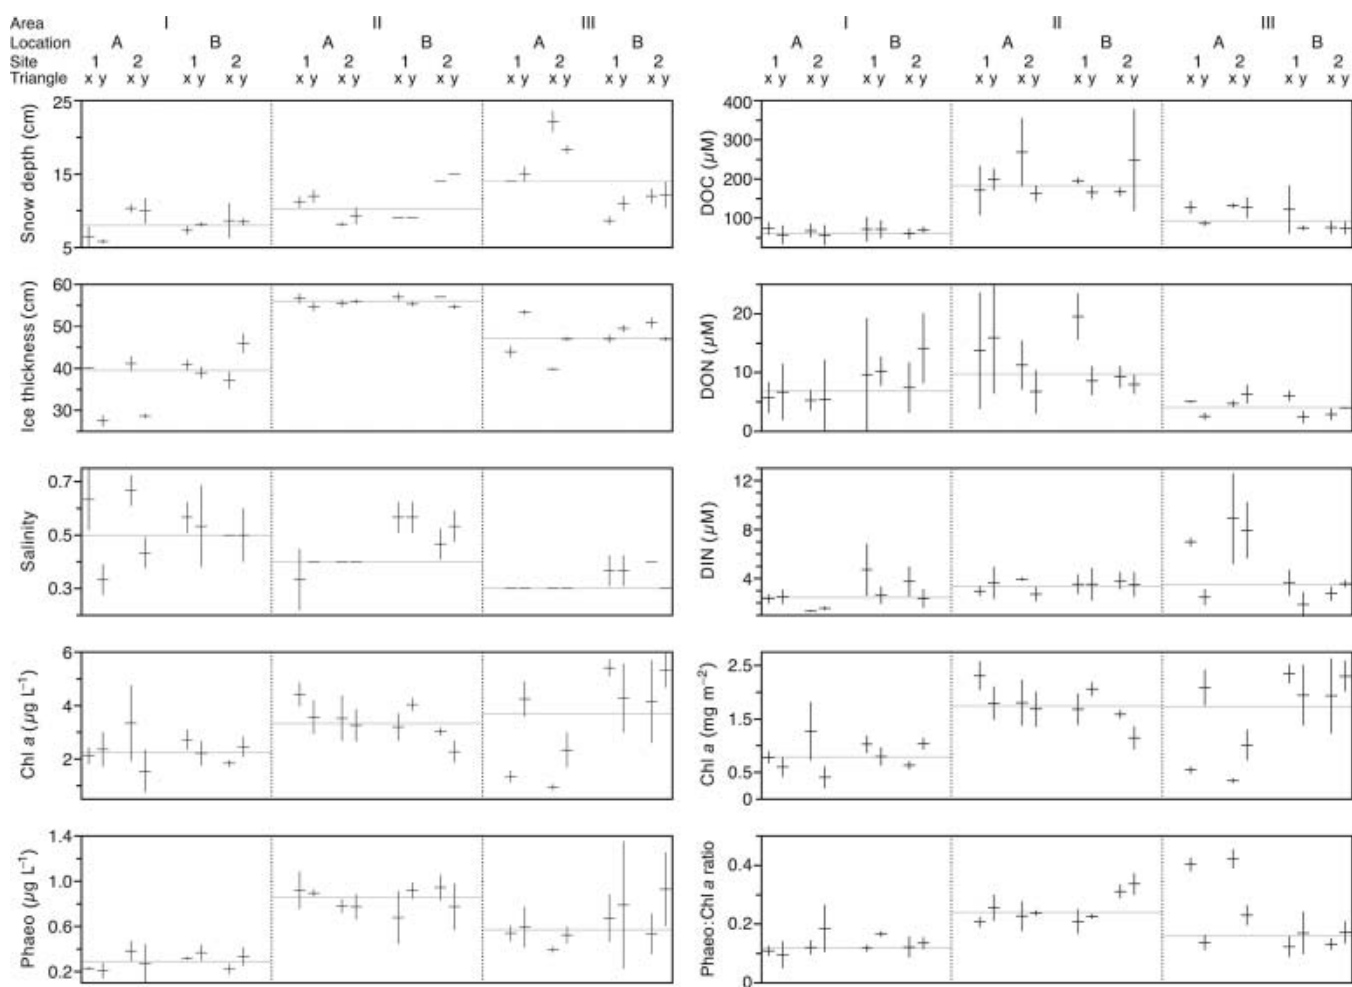 Area I II III
Location A B A B A B
Site 1 2 1 2 1 2 1 2 1 2 1 2
Triangle x y x y x y x y x y x y x y x y x y x y x y x y
I II III
A B A B A B
1 2 1 2 1 2 1 2 1 2 1 2
x y x y x y x y x y x y x y x y x y x y x y x y
Snow depth (cm)
25
15
5
DOC (µM)
400
300
200
100
Ice thickness (cm)
60
50
40
30
DON (µM)
20
10
0
Salinity
0.7
0.5
0.3
DIN (µM)
12
8
4
Chl a (µg L⁻¹)
6
4
2
Chl a (mg m⁻²)
2.5
1.5
0.5
0
Phaeo (µg L⁻¹)
1.4
1.0
0.6
0.2
Phaeo:Chl a ratio
0.4
0.2
0